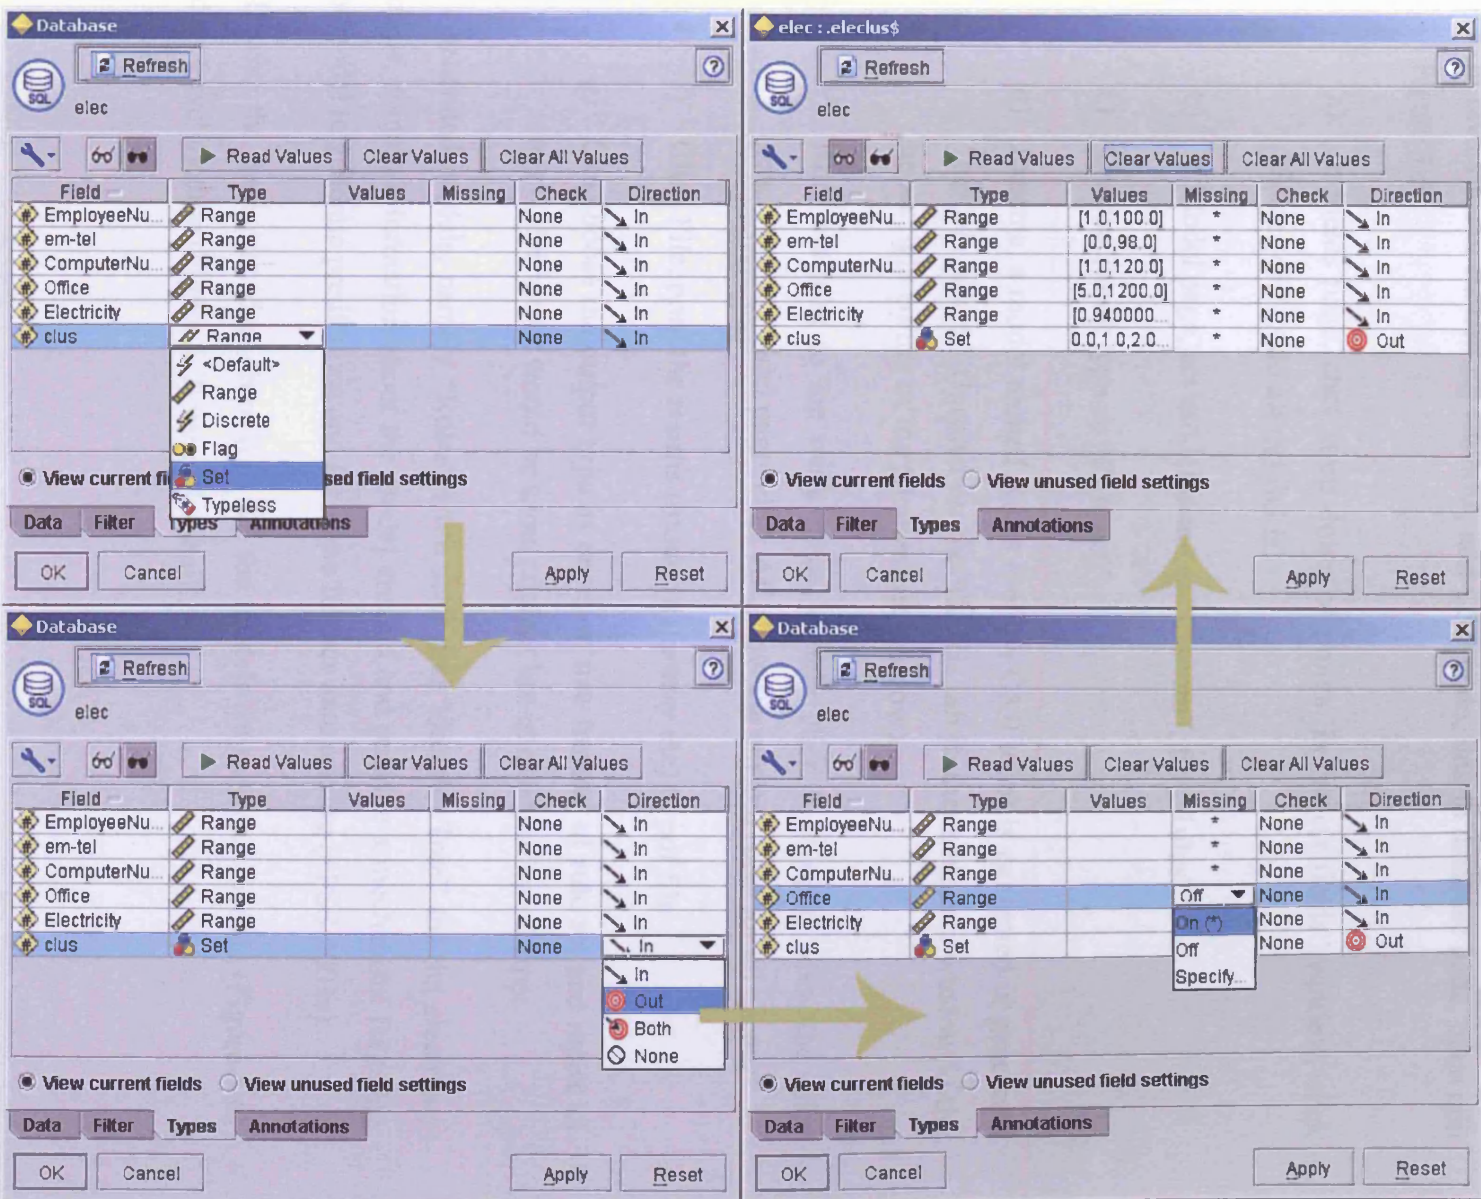 Database
Refresh
SQL
elec
Read Values Clear Values Clear All Values
Field Type Values Missing Check Direction
EmployeeNu... Range None In
em-tel Range None In
ComputerNu... Range None In
Office Range None In
Electricity Range None In
clus Range None In
<Default>
Range
Discrete
Flag
Set
Typeless
View current fi sed field settings
Data Filter Types Annotations
OK Cancel Apply Reset
elec : .eleclus$
Refresh
SQL
elec
Read Values Clear Values Clear All Values
Field Type Values Missing Check Direction
EmployeeNu... Range [1.0,100.0] * None In
em-tel Range [0.0,98.0] * None In
ComputerNu... Range [1.0,120.0] * None In
Office Range [5.0,1200.0] * None In
Electricity Range [0.940000... * None In
clus Set 0.0,1.0,2.0... * None Out
View current fields View unused field settings
Data Filter Types Annotations
OK Cancel Apply Reset
Database
Refresh
SQL
elec
Read Values Clear Values Clear All Values
Field Type Values Missing Check Direction
EmployeeNu... Range None In
em-tel Range None In
ComputerNu... Range None In
Office Range None In
Electricity Range None In
clus Set None In
In
Out
Both
None
View current fields View unused field settings
Data Filter Types Annotations
OK Cancel Apply Reset
Database
Refresh
SQL
elec
Read Values Clear Values Clear All Values
Field Type Values Missing Check Direction
EmployeeNu... Range * None In
em-tel Range * None In
ComputerNu... Range * None In
Office Range Off None In
Electricity Range None In
clus Set None Out
On (*)
Off
Specify...
View current fields View unused field settings
Data Filter Types Annotations
OK Cancel Apply Reset